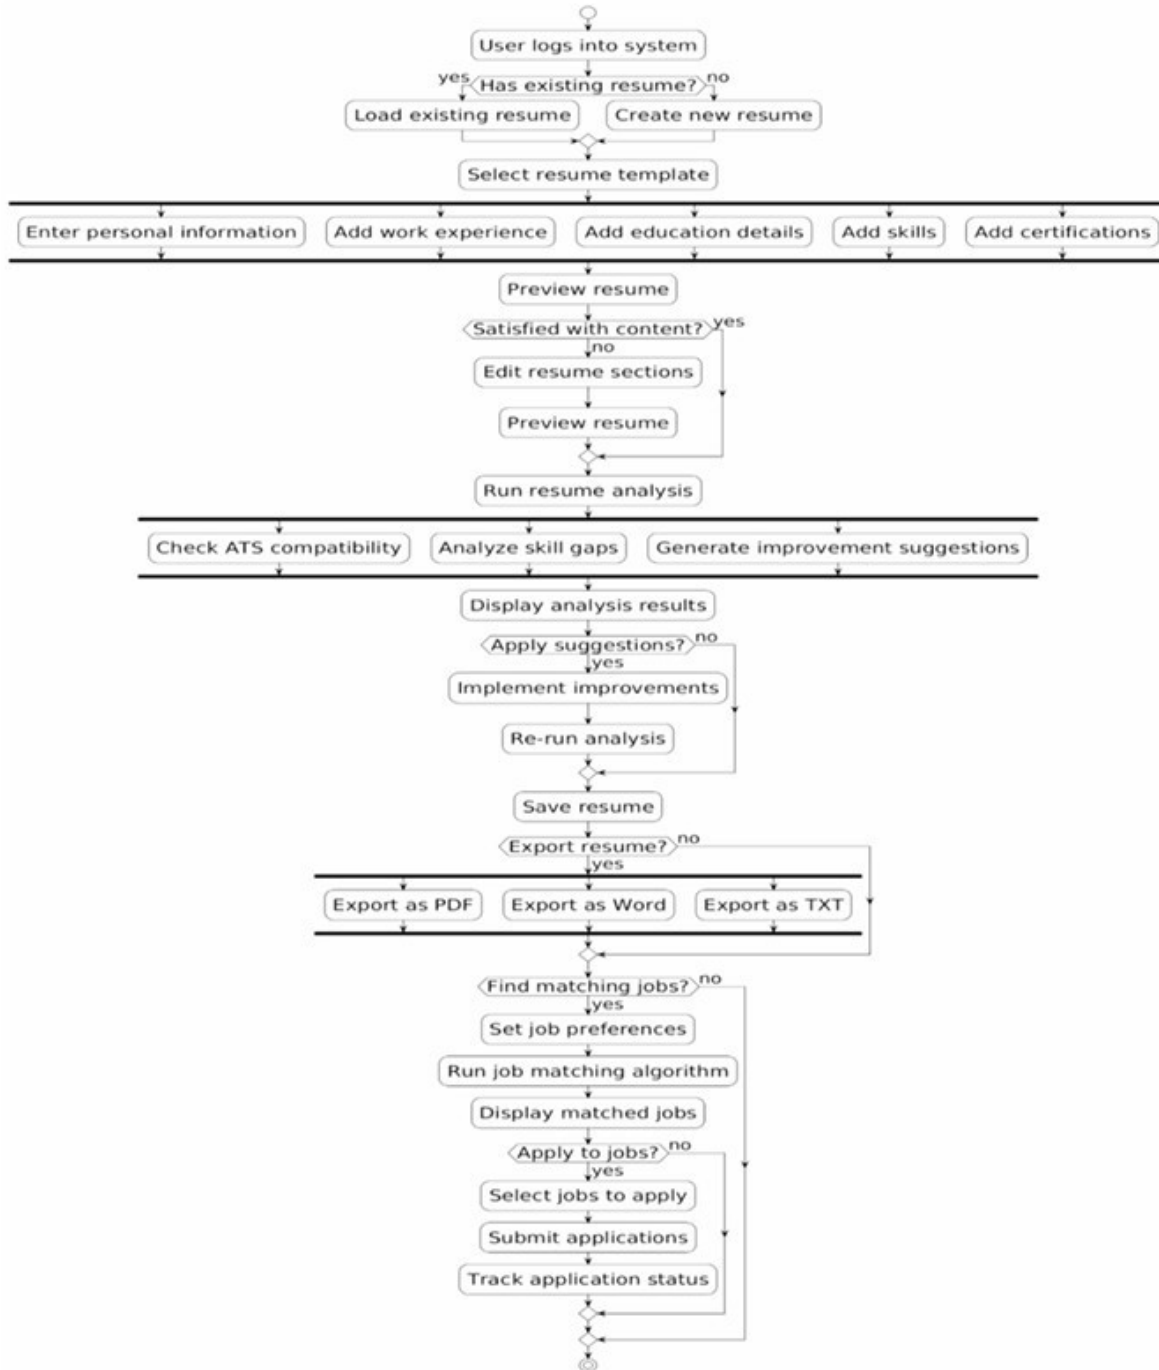 User logs into system
yes
Has existing resume?
no
Load existing resume
Create new resume
Select resume template
Enter personal information
Add work experience
Add education details
Add skills
Add certifications
Preview resume
Satisfied with content?
yes
no
Edit resume sections
Preview resume
Run resume analysis
Check ATS compatibility
Analyze skill gaps
Generate improvement suggestions
Display analysis results
Apply suggestions?
no
yes
Implement improvements
Re-run analysis
Save resume
Export resume?
no
yes
Export as PDF
Export as Word
Export as TXT
Find matching jobs?
no
yes
Set job preferences
Run job matching algorithm
Display matched jobs
Apply to jobs?
no
yes
Select jobs to apply
Submit applications
Track application status